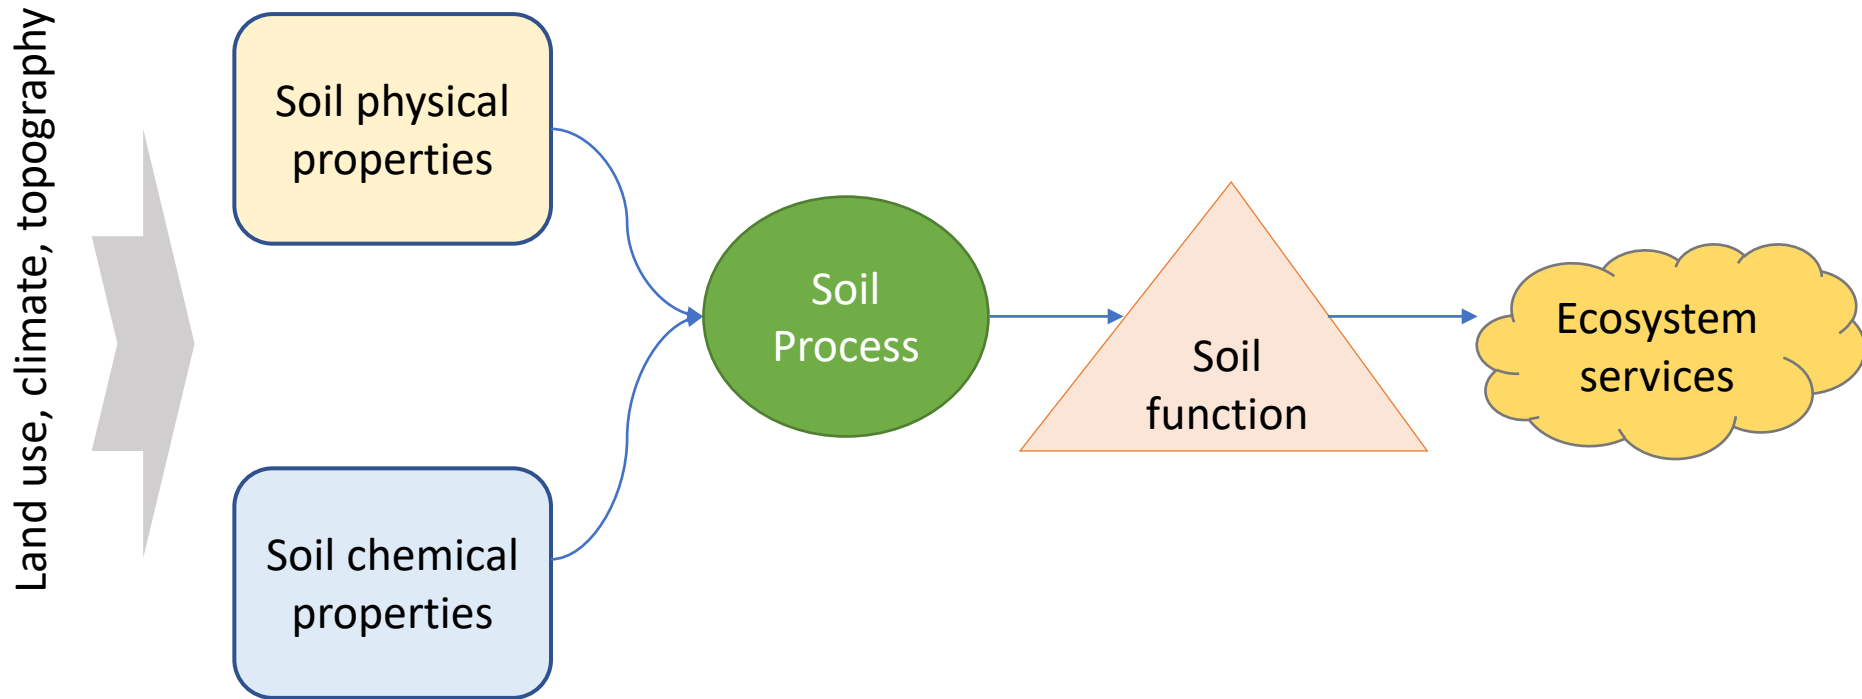 Land use, climate, topography
Soil physical
properties
Soil chemical
properties
Soil
Process
Soil
function
Ecosystem
services